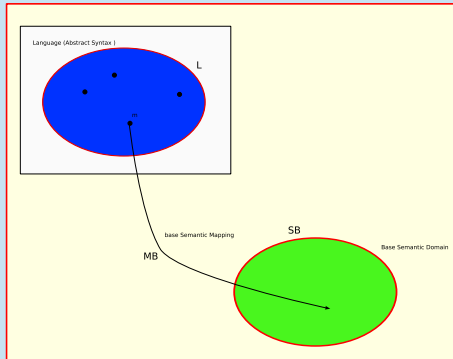 Language (Abstract Syntax )
L
m
base Semantic Mapping
MB
SB
Base Semantic Domain